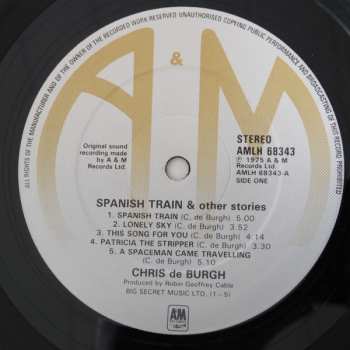 ALL RIGHTS OF THE MANUFACTURER AND OF THE OWNER OF THE RECORDED WORK RESERVED UNAUTHORISED COPYING PUBLIC PERFORMANCE AND BROADCASTING OF THIS RECORD PROHIBITED
A&M
Original sound
recording made
by A & M
Records Ltd.
STEREO
AMLH 68343
℗ 1975 A & M
Records Ltd.
AMLH 68343-A
SIDE ONE
SPANISH TRAIN & other stories
1. SPANISH TRAIN (C. de Burgh) 5.00
2. LONELY SKY (C. de Burgh) 3.52
3. THIS SONG FOR YOU (C. de Burgh) 4:14
4. PATRICIA THE STRIPPER (C. de Burgh) 3.30
5. A SPACEMAN CAME TRAVELLING
(C. de Burgh) 5.10
CHRIS de BURGH
Produced by Robin Geoffrey Cable
BIG SECRET MUSIC LTD. (1 - 5)
A&M